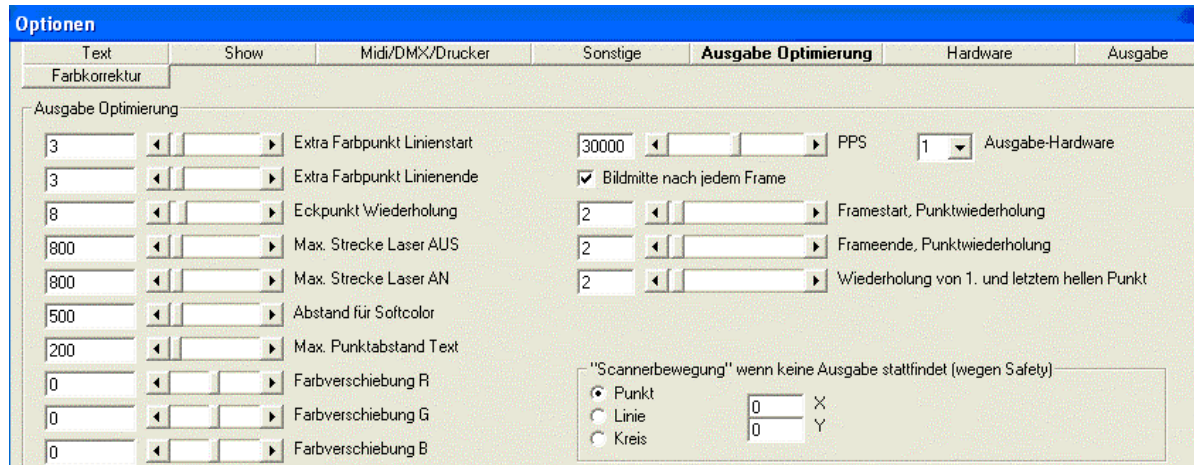 Optionen
Text Show Midi/DMX/Drucker Sonstige Ausgabe Optimierung Hardware Ausgabe
Farbkorrektur
Ausgabe Optimierung
3 Extra Farbpunkt Linienstart 30000 PPS 1 Ausgabe-Hardware
3 Extra Farbpunkt Linienende Bildmitte nach jedem Frame
8 Eckpunkt Wiederholung 2 Framestart, Punktwiederholung
800 Max. Strecke Laser AUS 2 Frameende, Punktwiederholung
800 Max. Strecke Laser AN 2 Wiederholung von 1. und letztem hellen Punkt
500 Abstand für Softcolor
200 Max. Punktabstand Text
"Scannerbewegung" wenn keine Ausgabe stattfindet (wegen Safety)
0 Farbverschiebung R Punkt 0 X
0 Farbverschiebung G Linie 0 Y
0 Farbverschiebung B Kreis